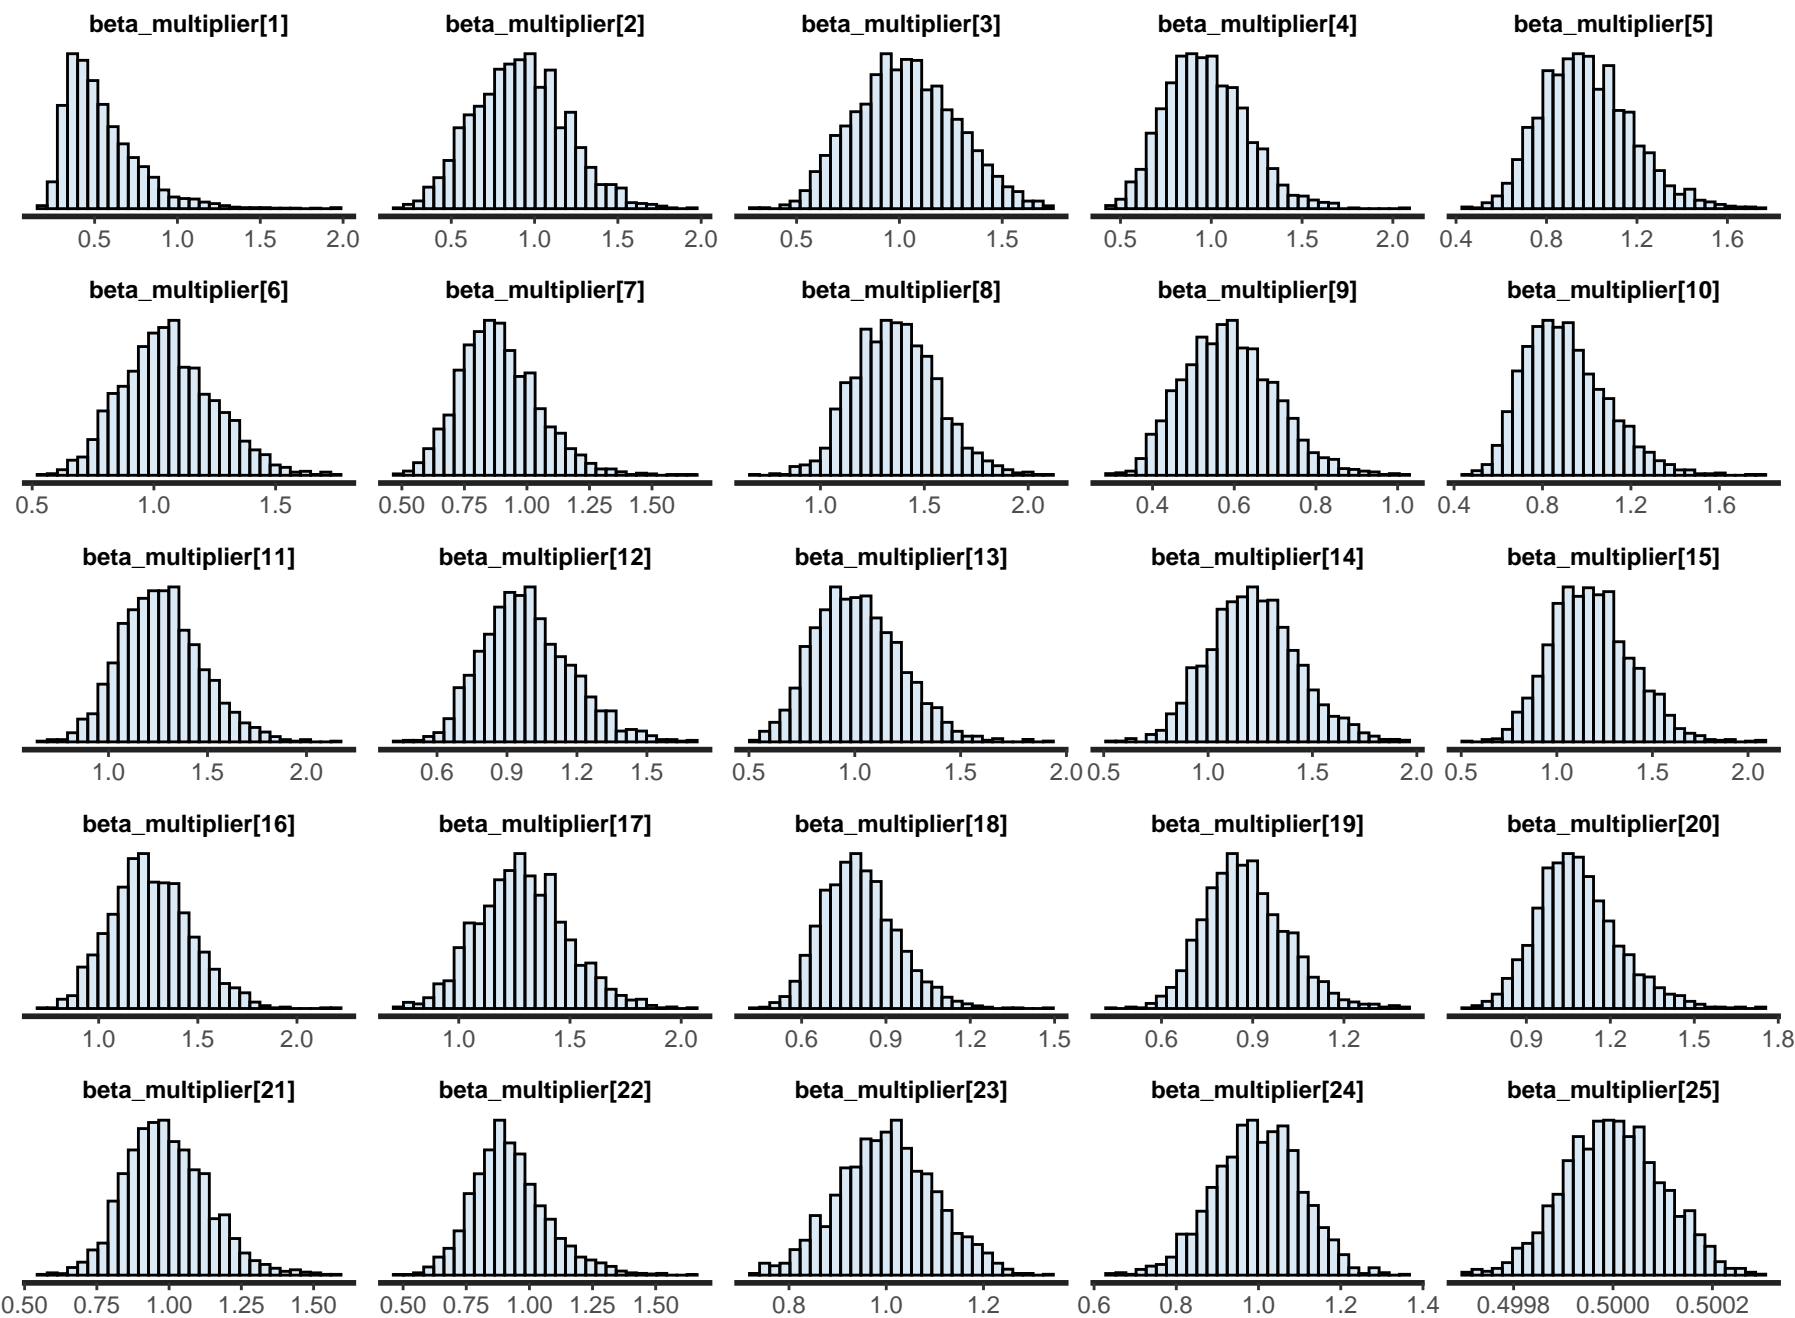 beta_multiplier[1] beta_multiplier[2] beta_multiplier[3] beta_multiplier[4] beta_multiplier[5]
0.5 1.0 1.5 2.0 0.5 1.0 1.5 2.0 0.5 1.0 1.5 0.5 1.0 1.5 2.0 0.4 0.8 1.2 1.6
beta_multiplier[6] beta_multiplier[7] beta_multiplier[8] beta_multiplier[9] beta_multiplier[10]
0.5 1.0 1.5 0.50 0.75 1.00 1.25 1.50 1.0 1.5 2.0 0.4 0.6 0.8 1.0 0.4 0.8 1.2 1.6
beta_multiplier[11] beta_multiplier[12] beta_multiplier[13] beta_multiplier[14] beta_multiplier[15]
1.0 1.5 2.0 0.6 0.9 1.2 1.5 0.5 1.0 1.5 2.0 0.5 1.0 1.5 2.0 0.5 1.0 1.5 2.0
beta_multiplier[16] beta_multiplier[17] beta_multiplier[18] beta_multiplier[19] beta_multiplier[20]
1.0 1.5 2.0 1.0 1.5 2.0 0.6 0.9 1.2 1.5 0.6 0.9 1.2 0.9 1.2 1.5 1.8
beta_multiplier[21] beta_multiplier[22] beta_multiplier[23] beta_multiplier[24] beta_multiplier[25]
0.50 0.75 1.00 1.25 1.50 0.50 0.75 1.00 1.25 1.50 0.8 1.0 1.2 0.6 0.8 1.0 1.2 1.4 0.4998 0.5000 0.5002